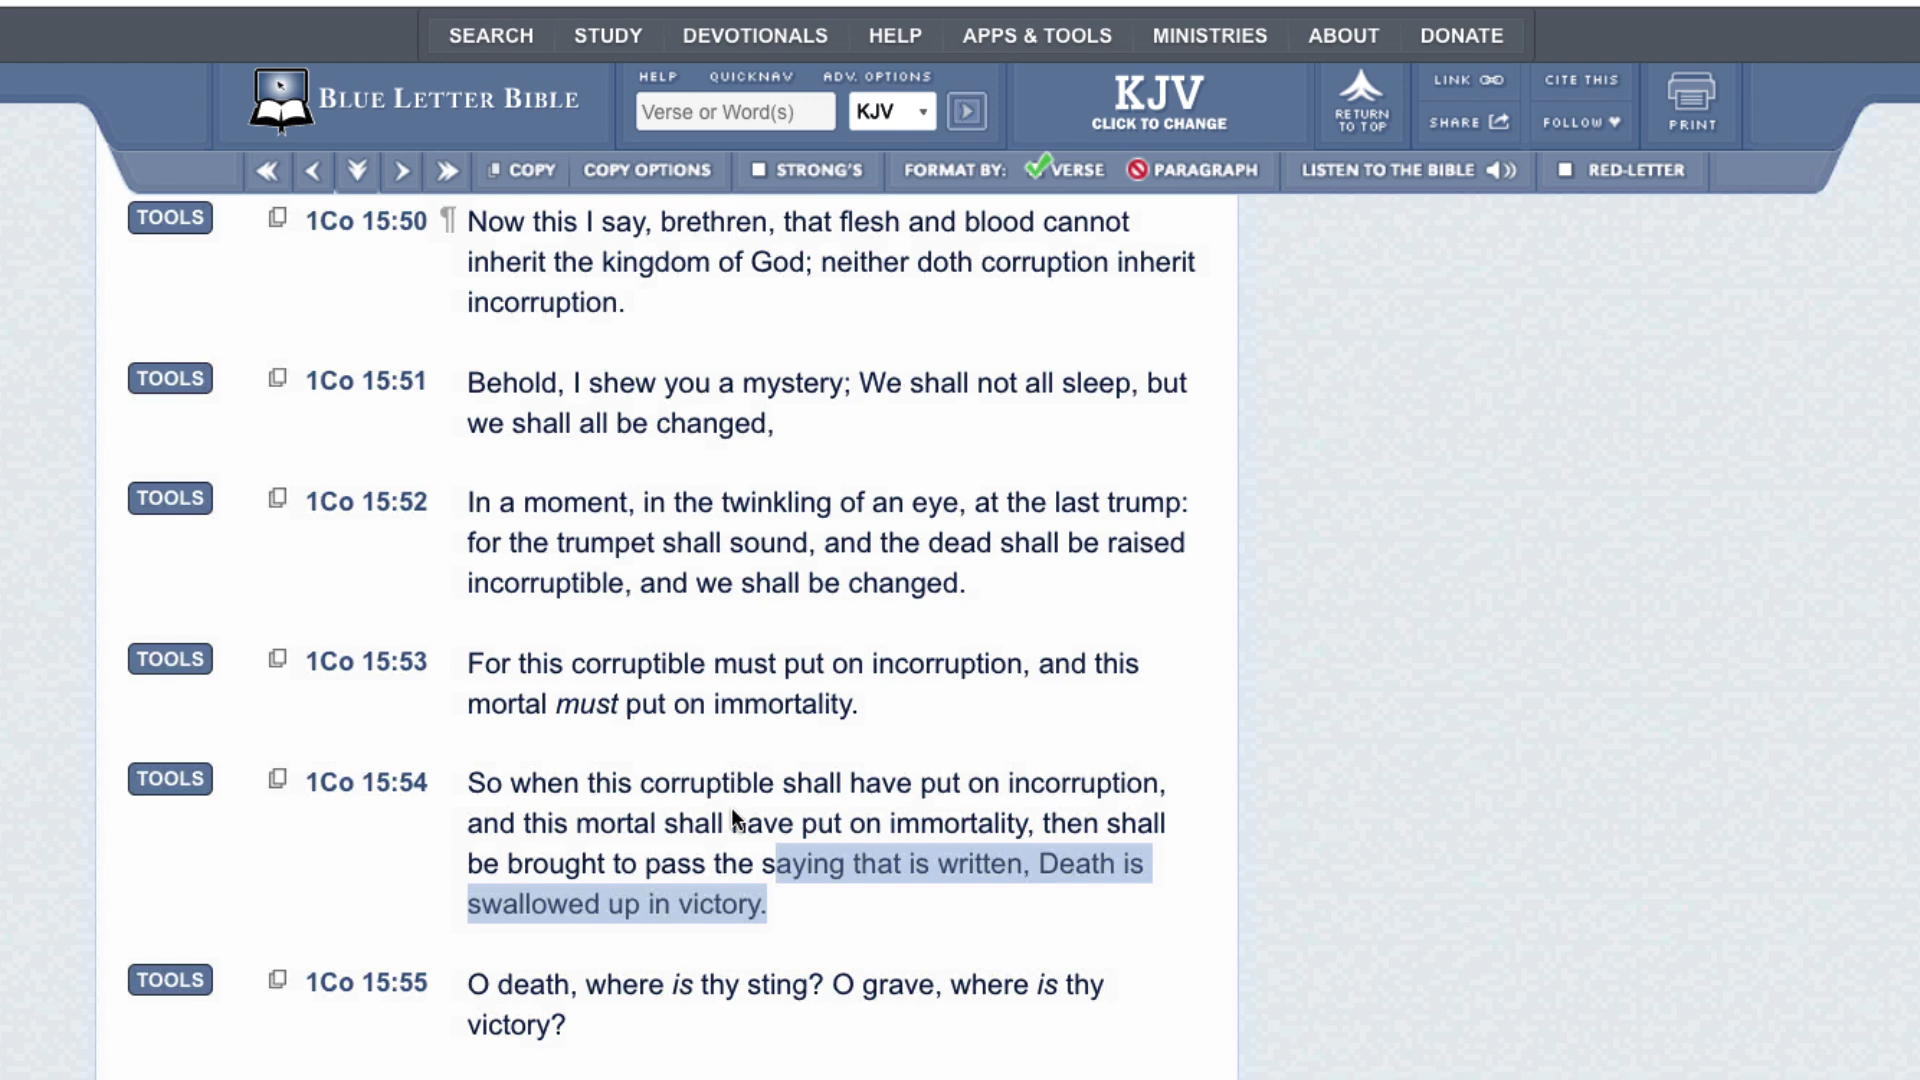 SEARCH STUDY DEVOTIONALS HELP APPS & TOOLS MINISTRIES ABOUT DONATE
BLUE LETTER BIBLE
HELP QUICKNAV ADV. OPTIONS
Verse or Word(s) KJV
KJV
CLICK TO CHANGE
RETURN
TO TOP
LINK
SHARE
CITE THIS
FOLLOW
PRINT
COPY COPY OPTIONS STRONG'S FORMAT BY: VERSE PARAGRAPH LISTEN TO THE BIBLE RED-LETTER
TOOLS 1Co 15:50 ¶ Now this I say, brethren, that flesh and blood cannot
inherit the kingdom of God; neither doth corruption inherit
incorruption.
TOOLS 1Co 15:51 Behold, I shew you a mystery; We shall not all sleep, but
we shall all be changed,
TOOLS 1Co 15:52 In a moment, in the twinkling of an eye, at the last trump:
for the trumpet shall sound, and the dead shall be raised
incorruptible, and we shall be changed.
TOOLS 1Co 15:53 For this corruptible must put on incorruption, and this
mortal must put on immortality.
TOOLS 1Co 15:54 So when this corruptible shall have put on incorruption,
and this mortal shall have put on immortality, then shall
be brought to pass the saying that is written, Death is
swallowed up in victory.
TOOLS 1Co 15:55 O death, where is thy sting? O grave, where is thy
victory?